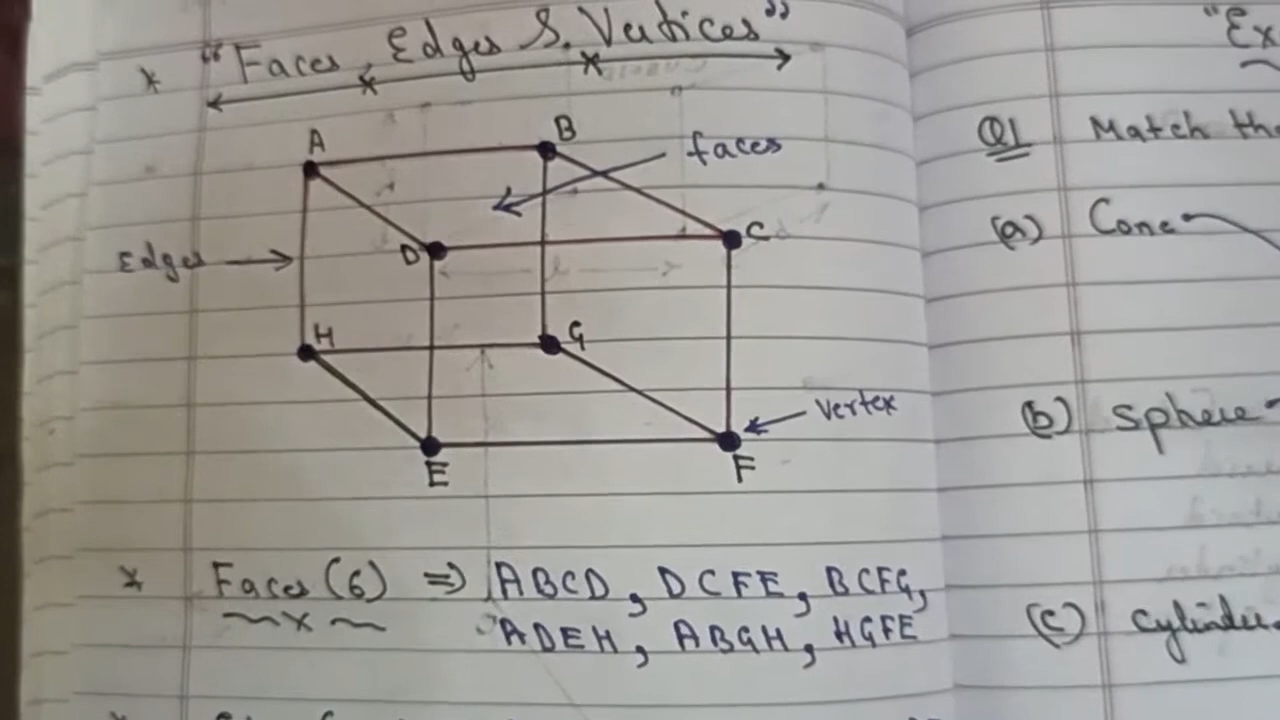 * "Faces, Edges & Vertices"
A
B
faces
D
C
Edges →
H
G
vertex
E
F
* Faces (6) ⇒ ABCD, DCFE, BCFG,
ADEH, ABGH, HGFE
"Ex
Q1 Match the
(a) Cone
(b) Sphere
(c) Cylinder